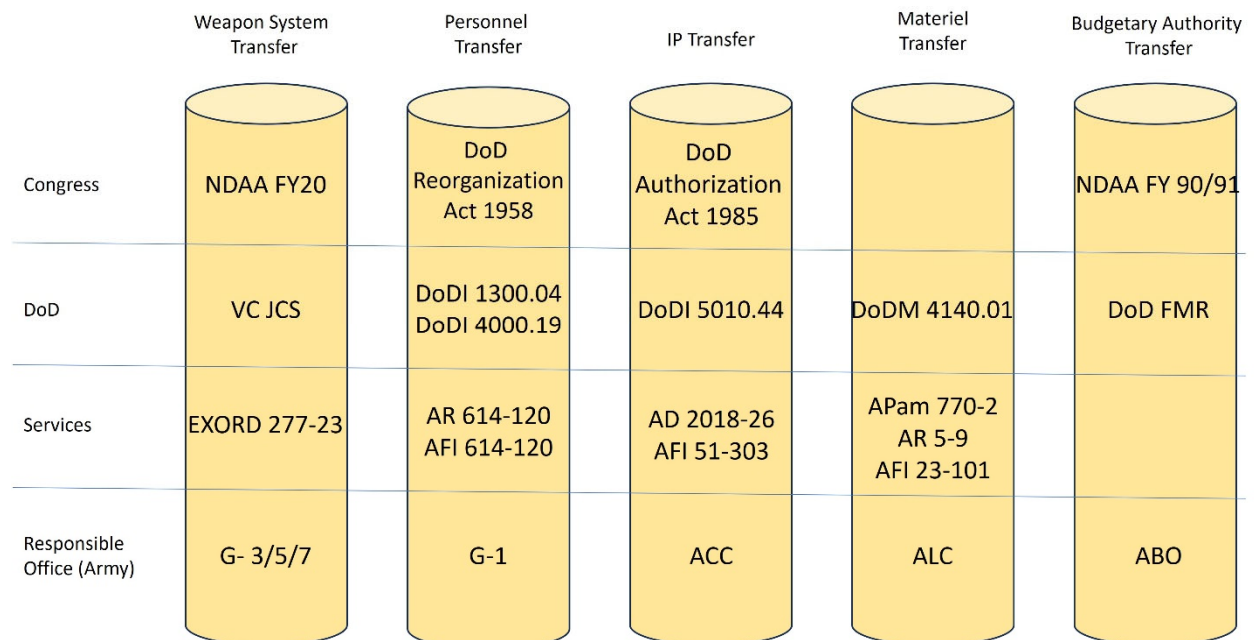 Weapon System
Transfer
Personnel
Transfer
IP Transfer
Materiel
Transfer
Budgetary Authority
Transfer
Congress
NDAA FY20
DoD
Reorganization
Act 1958
DoD
Authorization
Act 1985
NDAA FY 90/91
DoD
VC JCS
DoDI 1300.04
DoDI 4000.19
DoDI 5010.44
DoDM 4140.01
DoD FMR
Services
EXORD 277-23
AR 614-120
AFI 614-120
AD 2018-26
AFI 51-303
APam 770-2
AR 5-9
AFI 23-101
Responsible
Office (Army)
G- 3/5/7
G-1
ACC
ALC
ABO